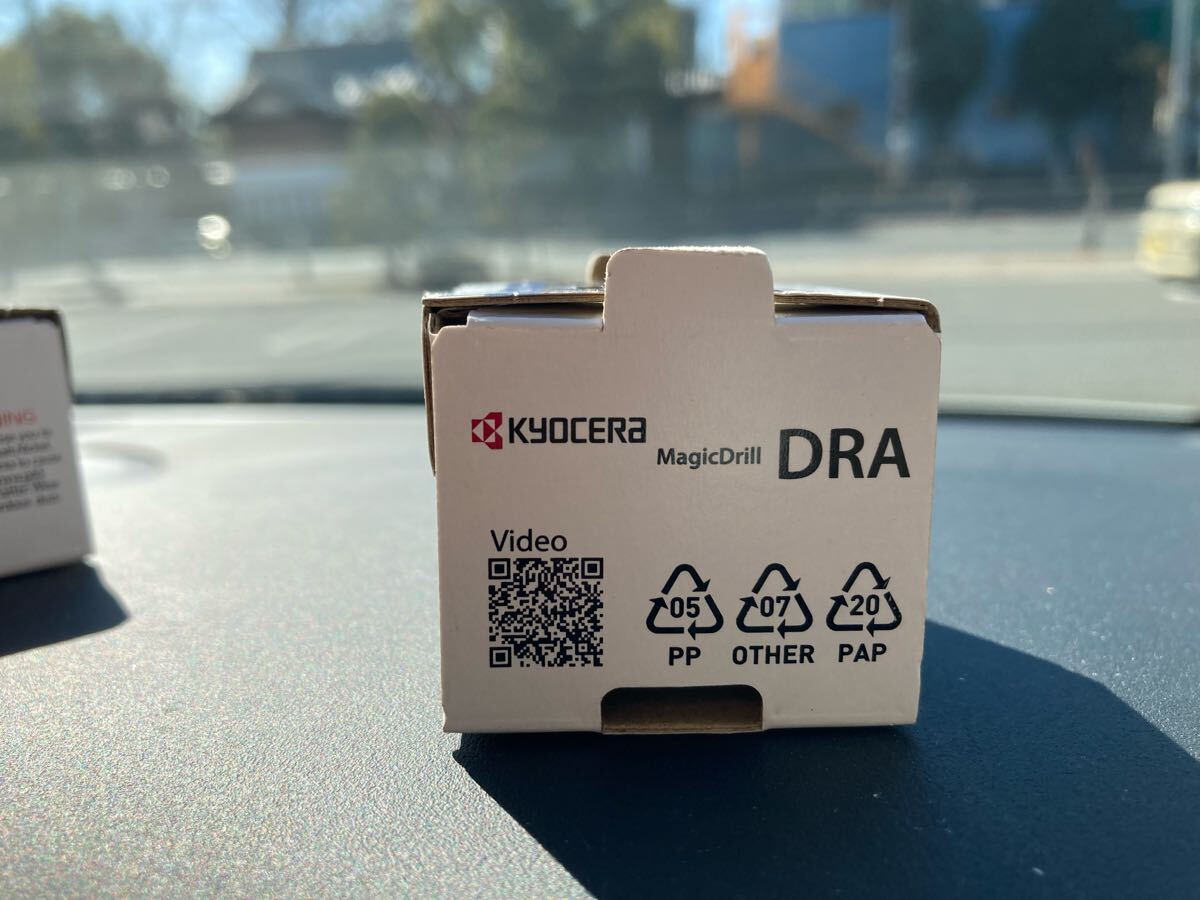 KYOCERA
MagicDrill DRA
Video
05 07 20
PP OTHER PAP